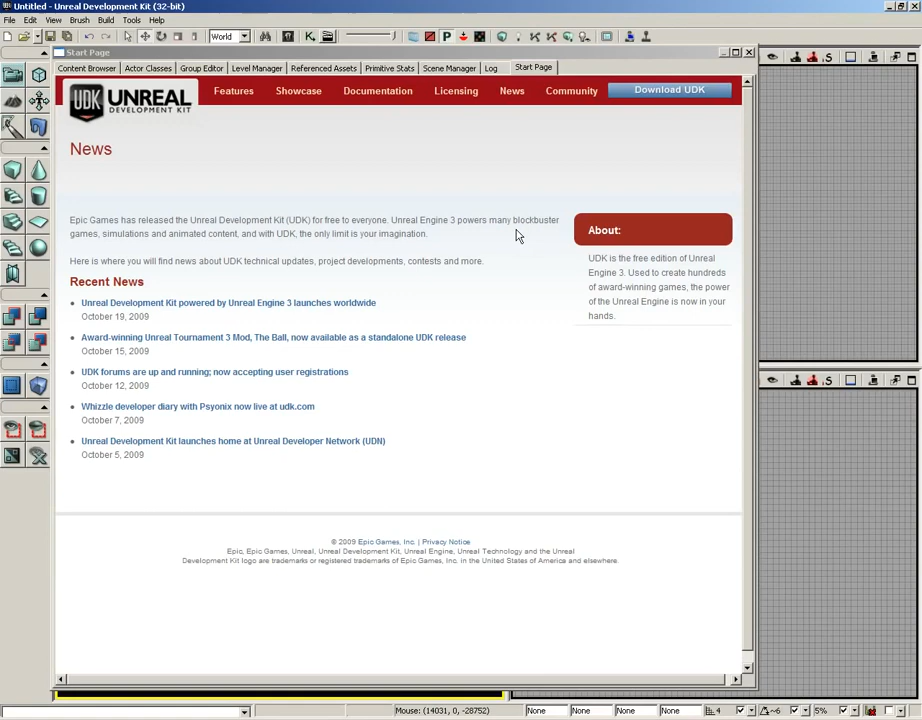 Untitled - Unreal Development Kit (32-bit)
File Edit View Brush Build Tools Help
World
Start Page
Content Browser Actor Classes Group Editor Level Manager Referenced Assets Primitive Stats Scene Manager Log Start Page
UDK UNREAL
DEVELOPMENT KIT
Features Showcase Documentation Licensing News Community Download UDK
News
Epic Games has released the Unreal Development Kit (UDK) for free to everyone. Unreal Engine 3 powers many blockbuster
games, simulations and animated content, and with UDK, the only limit is your imagination.
Here is where you will find news about UDK technical updates, project developments, contests and more.
Recent News
Unreal Development Kit powered by Unreal Engine 3 launches worldwide
October 19, 2009
Award-winning Unreal Tournament 3 Mod, The Ball, now available as a standalone UDK release
October 15, 2009
UDK forums are up and running; now accepting user registrations
October 12, 2009
Whizzle developer diary with Psyonix now live at udk.com
October 7, 2009
Unreal Development Kit launches home at Unreal Developer Network (UDN)
October 5, 2009
About:
UDK is the free edition of Unreal
Engine 3. Used to create hundreds
of award-winning games, the power
of the Unreal Engine is now in your
hands.
© 2009 Epic Games, Inc. | Privacy Notice
Epic, Epic Games, Unreal, Unreal Development Kit, Unreal Engine, Unreal Technology and the Unreal
Development Kit logo are trademarks or registered trademarks of Epic Games, Inc. in the United States of America and elsewhere.
Mouse: (14031, 0, -28752) None None None None 4 ~6 5%